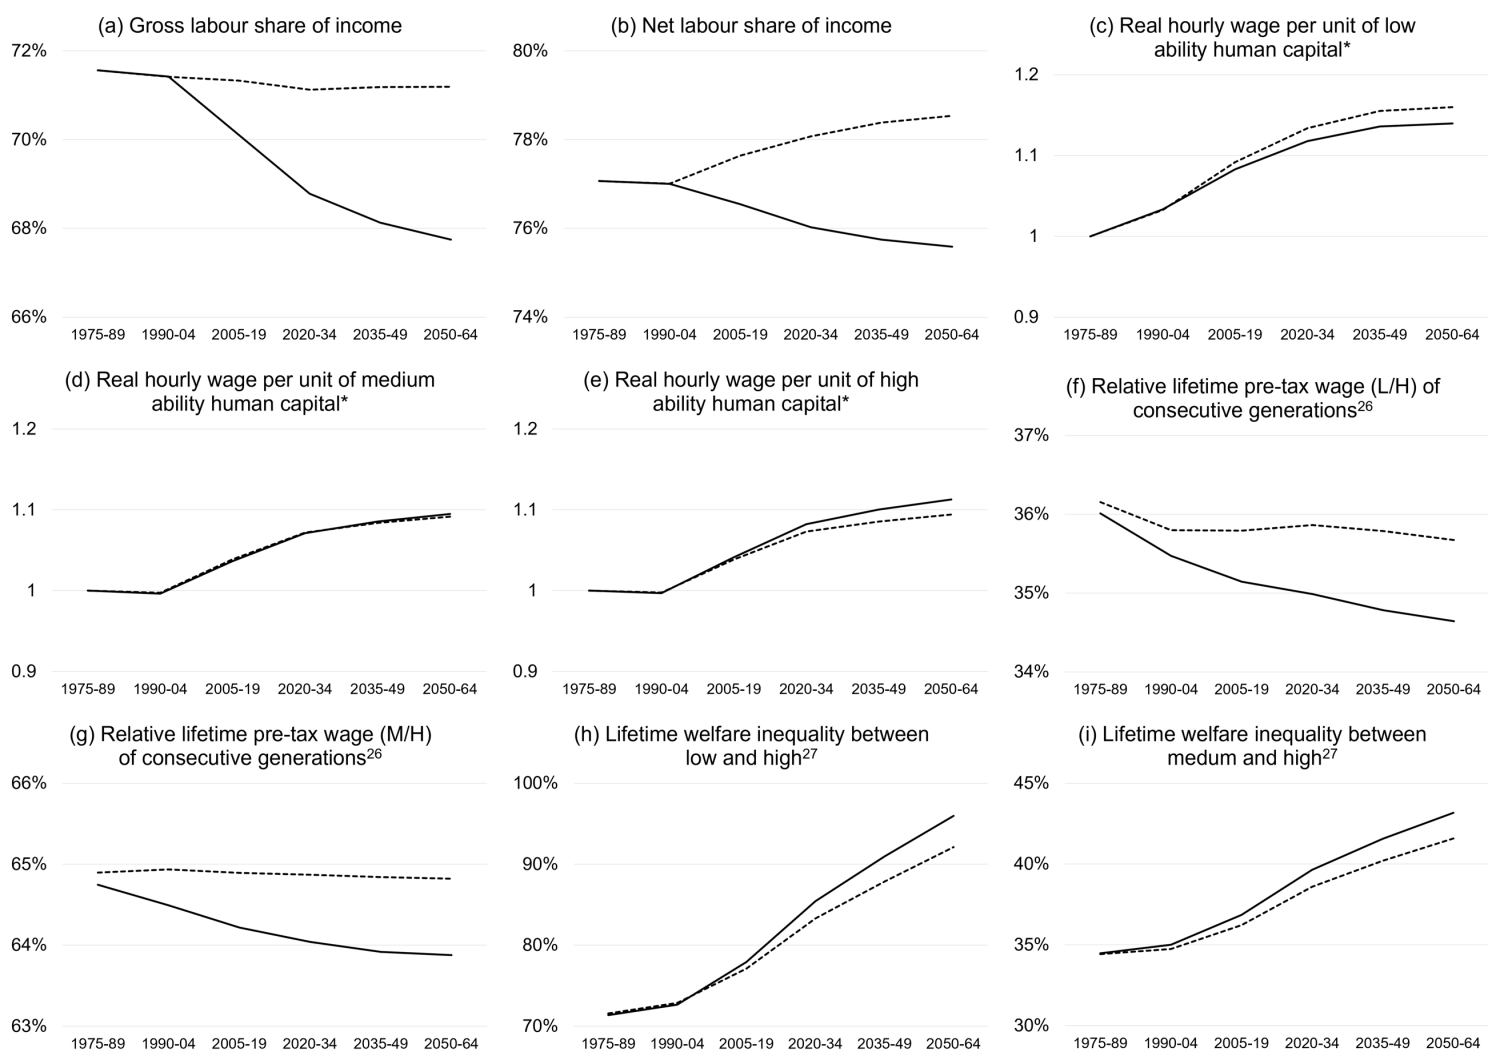 (a) Gross labour share of income
72%
70%
68%
66%
1975-89 1990-04 2005-19 2020-34 2035-49 2050-64
(b) Net labour share of income
80%
78%
76%
74%
1975-89 1990-04 2005-19 2020-34 2035-49 2050-64
(c) Real hourly wage per unit of low
ability human capital*
1.2
1.1
1
0.9
1975-89 1990-04 2005-19 2020-34 2035-49 2050-64
(d) Real hourly wage per unit of medium
ability human capital*
1.2
1.1
1
0.9
1975-89 1990-04 2005-19 2020-34 2035-49 2050-64
(e) Real hourly wage per unit of high
ability human capital*
1.2
1.1
1
0.9
1975-89 1990-04 2005-19 2020-34 2035-49 2050-64
(f) Relative lifetime pre-tax wage (L/H) of
consecutive generations²⁶
37%
36%
35%
34%
1975-89 1990-04 2005-19 2020-34 2035-49 2050-64
(g) Relative lifetime pre-tax wage (M/H)
of consecutive generations²⁶
66%
65%
64%
63%
1975-89 1990-04 2005-19 2020-34 2035-49 2050-64
(h) Lifetime welfare inequality between
low and high²⁷
100%
90%
80%
70%
1975-89 1990-04 2005-19 2020-34 2035-49 2050-64
(i) Lifetime welfare inequality between
medum and high²⁷
45%
40%
35%
30%
1975-89 1990-04 2005-19 2020-34 2035-49 2050-64